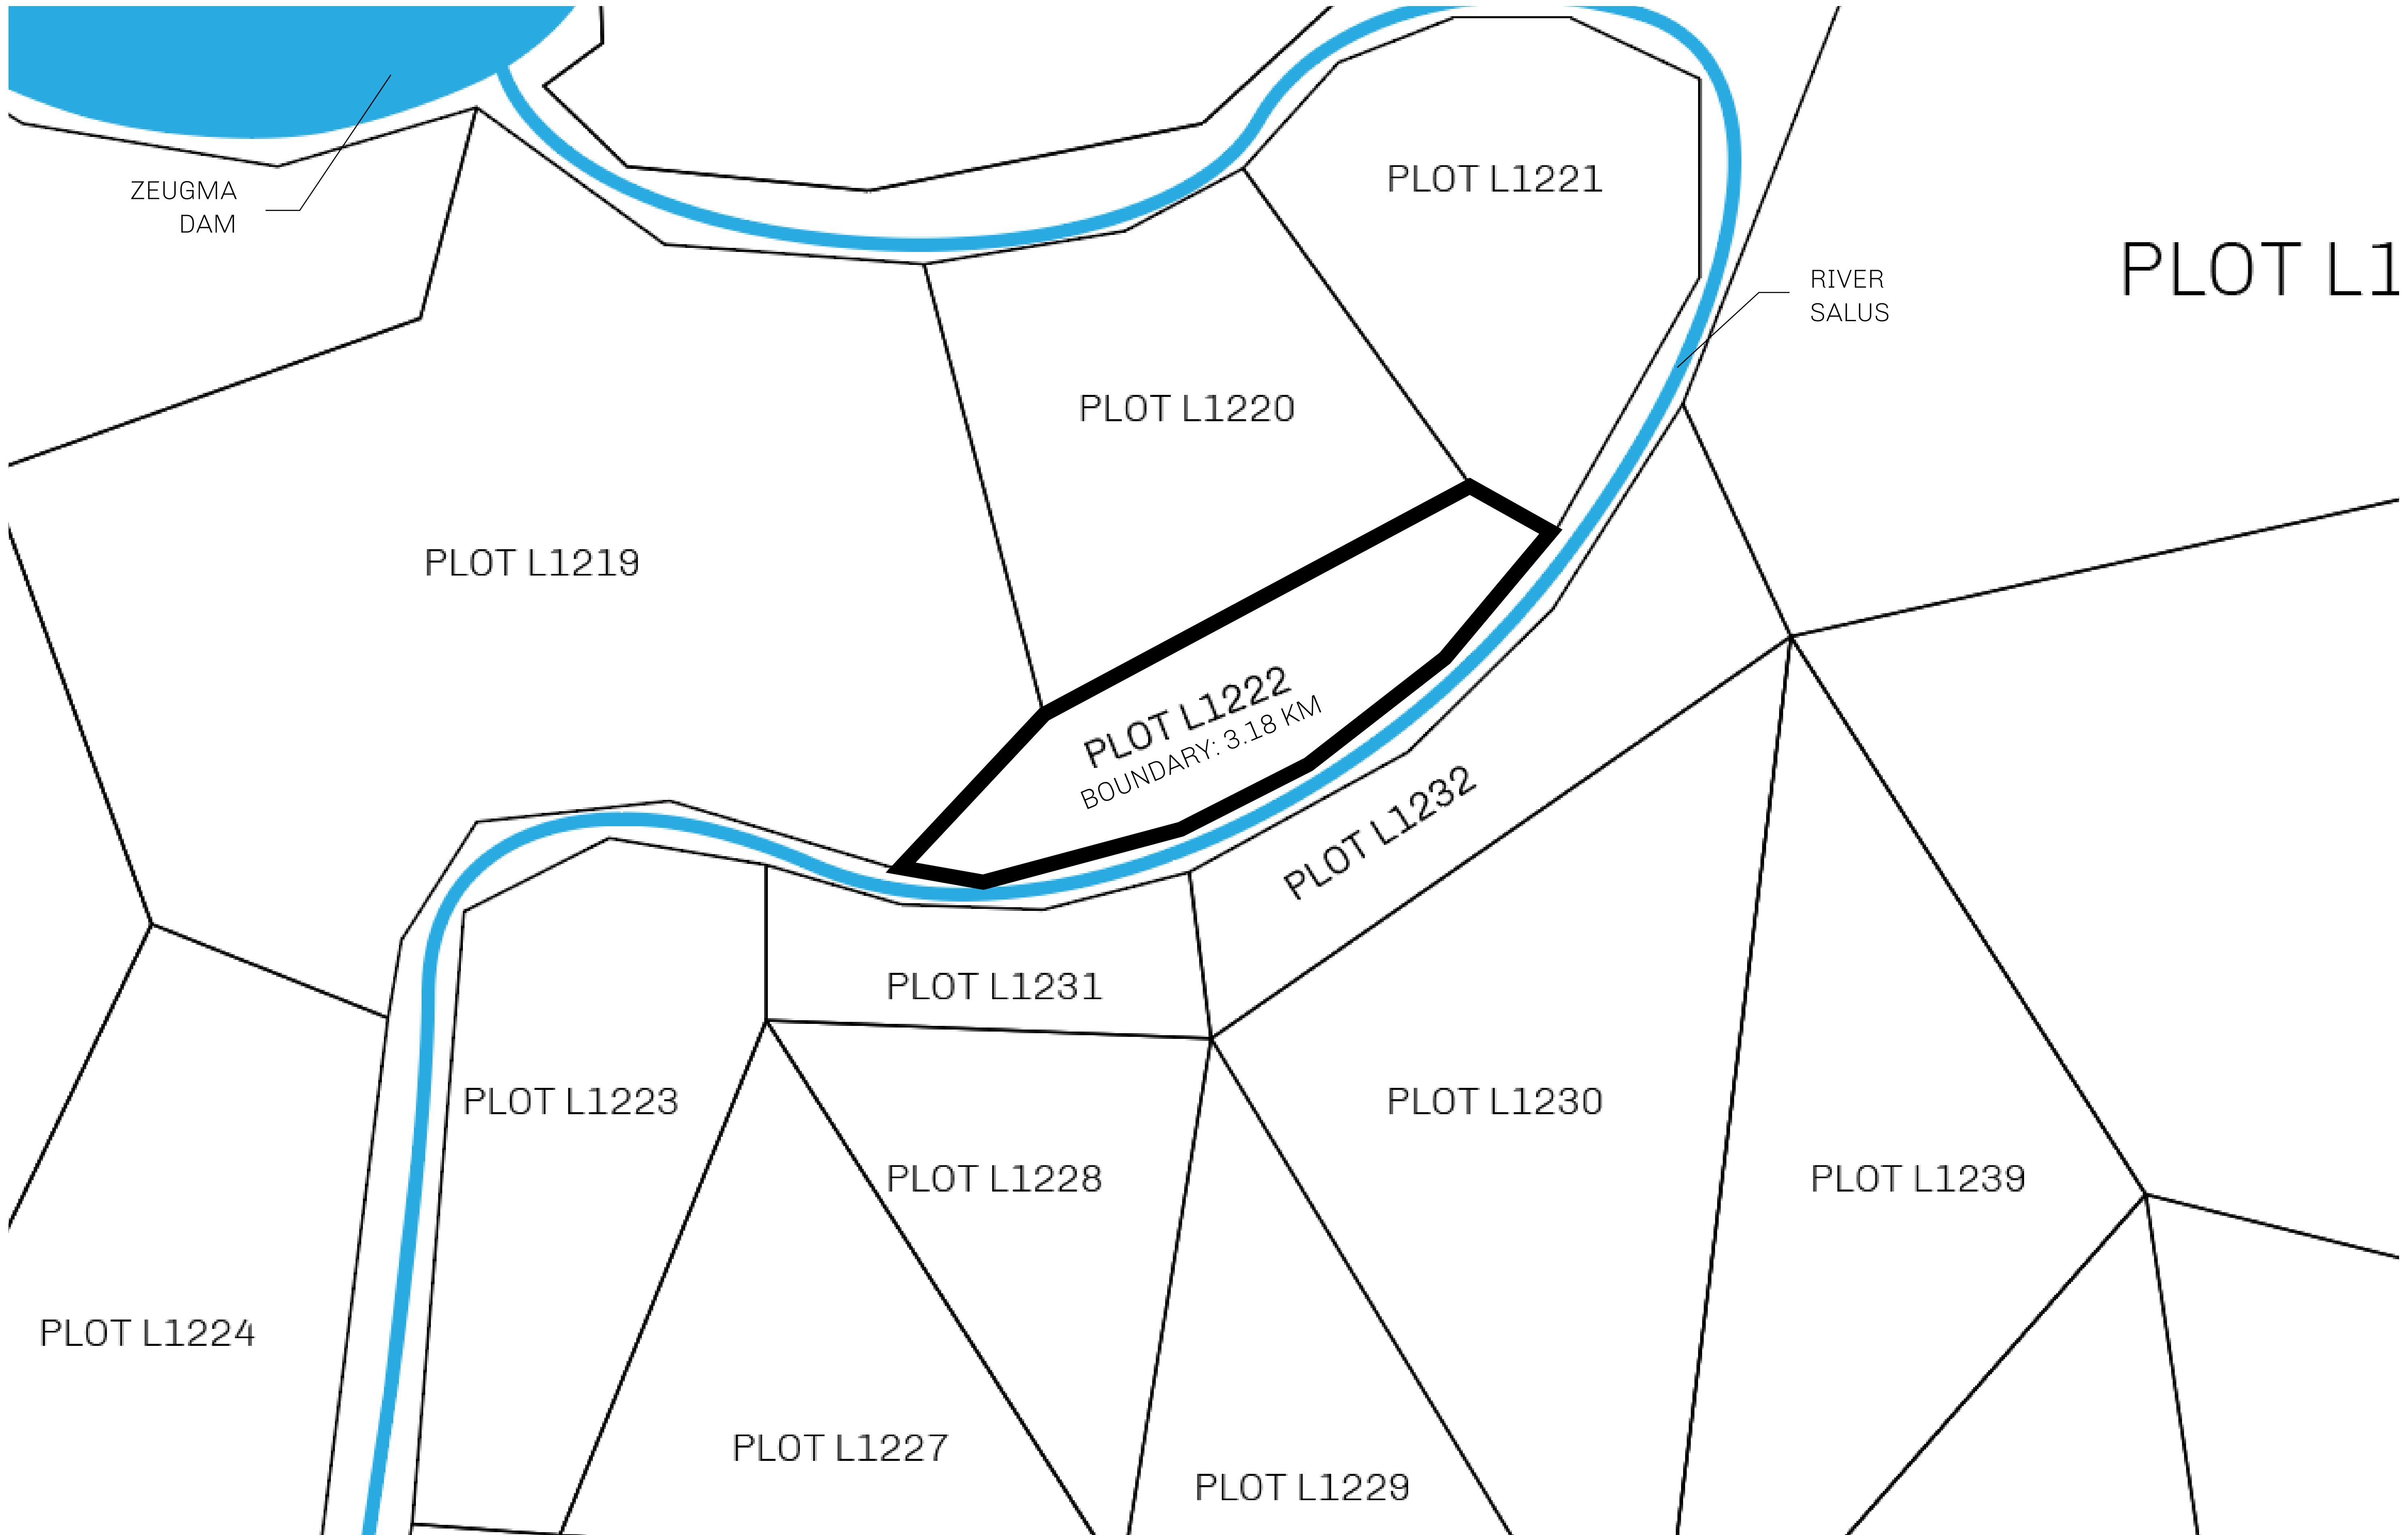 PLOT L1221
ZEUGMA
DAM
PLOT L1
RIVER
SALUS
PLOT L1220
PLOT L1219
PLOT L1222
BOUNDARY: 3.18 KM
PLOT L1232
PLOT L1231
PLOT L1223
PLOT L1230
PLOT L1228
PLOT L1239
PLOT L1224
PLOT L1227
PLOT L1229